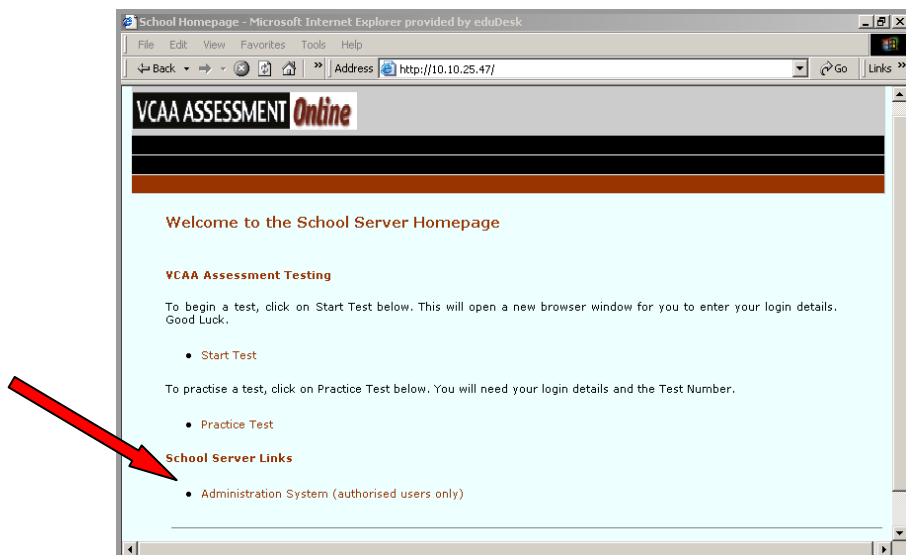 School Homepage - Microsoft Internet Explorer provided by eduDesk
File Edit View Favorites Tools Help
Back » Address http://10.10.25.47/ Go Links »
VCAA ASSESSMENT Online
Welcome to the School Server Homepage
VCAA Assessment Testing
To begin a test, click on Start Test below. This will open a new browser window for you to enter your login details.
Good Luck.
• Start Test
To practise a test, click on Practice Test below. You will need your login details and the Test Number.
• Practice Test
School Server Links
• Administration System (authorised users only)